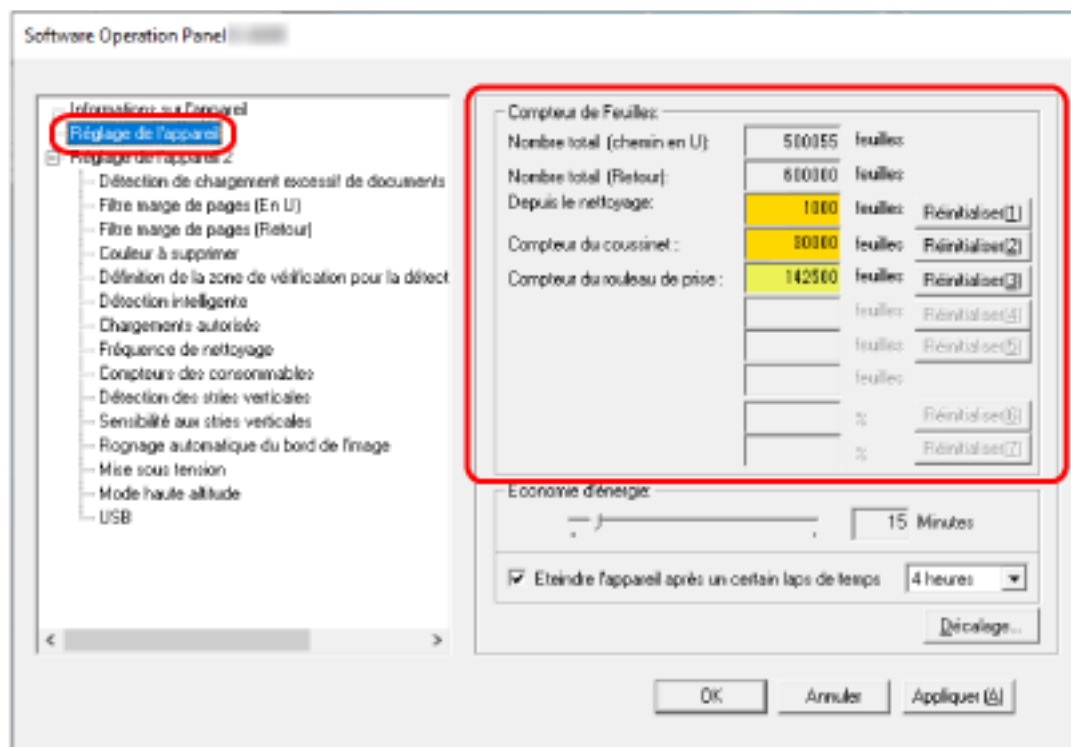 Software Operation Panel
Informations sur l'appareil
Réglage de l'appareil
Réglage de l'appareil 2
Détection de chargement excessif de documents
Filtre marge de pages (En U)
Filtre marge de pages (Retour)
Couleur à supprimer
Définition de la zone de vérification pour la détect
Détection intelligente
Chargements autorisés
Fréquence de nettoyage
Compteurs des consommables
Détection des stries verticales
Sensibilité aux stries verticales
Rognage automatique du bord de l'image
Mise sous tension
Mode haute altitude
USB
Compteur de Feuilles:
Nombre total (chemin en U): 500055 feuilles
Nombre total (Retour): 600000 feuilles
Depuis le nettoyage: 1000 feuilles Réinitialiser(1)
Compteur du coussinet : 80000 feuilles Réinitialiser(2)
Compteur du rouleau de prise : 142500 feuilles Réinitialiser(3)
feuilles Réinitialiser(4)
feuilles Réinitialiser(5)
feuilles
% Réinitialiser(6)
% Réinitialiser(7)
Economie d'énergie:
15 Minutes
Eteindre l'appareil après un certain laps de temps 4 heures
Décalage...
OK Annuler Appliquer (A)